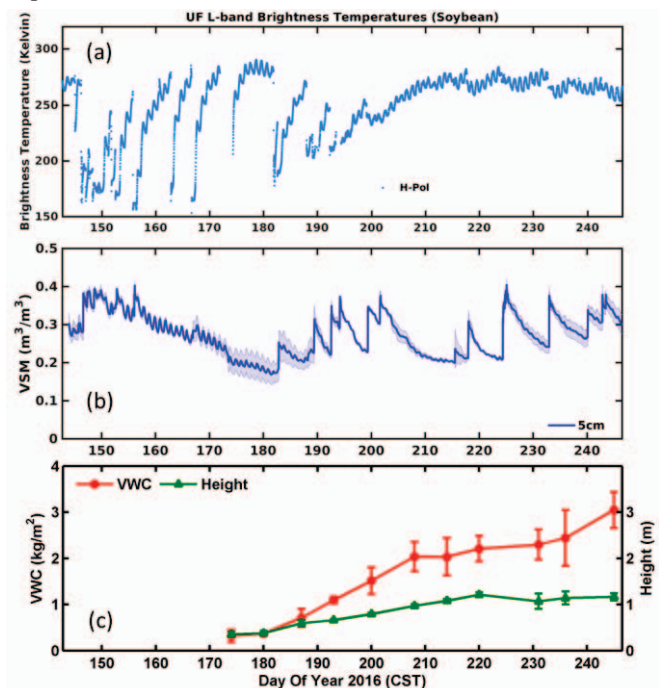 UF L-band Brightness Temperatures (Soybean)
Brightness Temperature (Kelvin)
(a)
300
250
200
150
H-Pol
150 160 170 180 190 200 210 220 230 240
VSM (m³/m³)
0.5
0.4
0.3
0.2
0.1
0
(b)
5cm
150 160 170 180 190 200 210 220 230 240
VWC (kg/m²)
4
3
2
1
0
VWC Height
(c)
3
2
1
0
Height (m)
150 160 170 180 190 200 210 220 230 240
Day Of Year 2016 (CST)